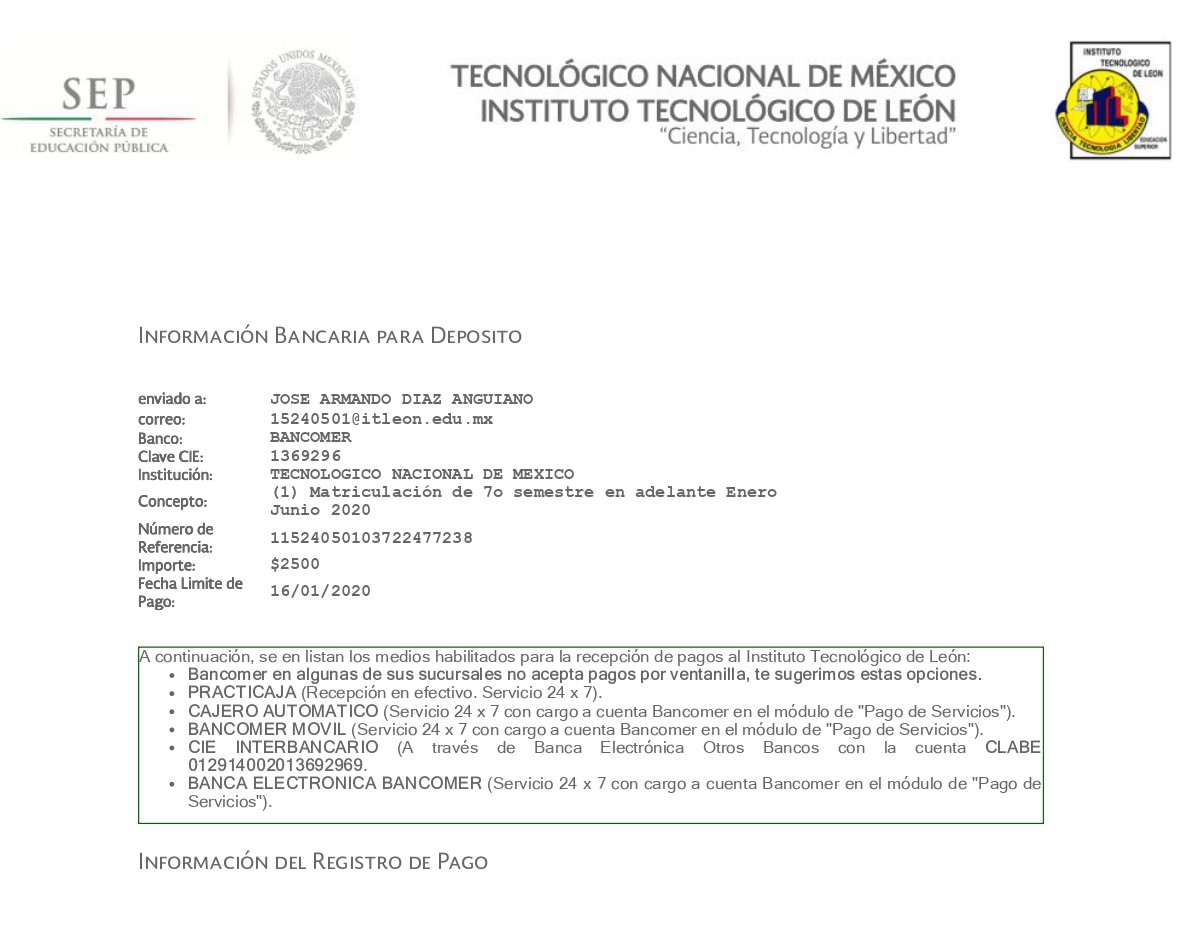 SEP
SECRETARÍA DE
EDUCACIÓN PÚBLICA
ESTADOS UNIDOS MEXICANOS
TECNOLÓGICO NACIONAL DE MÉXICO
INSTITUTO TECNOLÓGICO DE LEÓN
“Ciencia, Tecnología y Libertad”
INSTITUTO
TECNOLOGICO
DE LEON
CIENCIA TECNOLOGIA LIBERTAD
EDUCACION
SUPERIOR
INFORMACIÓN BANCARIA PARA DEPOSITO
enviado a: JOSE ARMANDO DIAZ ANGUIANO
correo: 15240501@itleon.edu.mx
Banco: BANCOMER
Clave CIE: 1369296
Institución: TECNOLOGICO NACIONAL DE MEXICO
Concepto: (1) Matriculación de 7o semestre en adelante Enero
Junio 2020
Número de
Referencia: 11524050103722477238
Importe: $2500
Fecha Limite de
Pago: 16/01/2020
A continuación, se en listan los medios habilitados para la recepción de pagos al Instituto Tecnológico de León:
• Bancomer en algunas de sus sucursales no acepta pagos por ventanilla, te sugerimos estas opciones.
• PRACTICAJA (Recepción en efectivo. Servicio 24 x 7).
• CAJERO AUTOMATICO (Servicio 24 x 7 con cargo a cuenta Bancomer en el módulo de "Pago de Servicios").
• BANCOMER MOVIL (Servicio 24 x 7 con cargo a cuenta Bancomer en el módulo de "Pago de Servicios").
• CIE INTERBANCARIO (A través de Banca Electrónica Otros Bancos con la cuenta CLABE
012914002013692969.
• BANCA ELECTRONICA BANCOMER (Servicio 24 x 7 con cargo a cuenta Bancomer en el módulo de "Pago de
Servicios").
INFORMACIÓN DEL REGISTRO DE PAGO